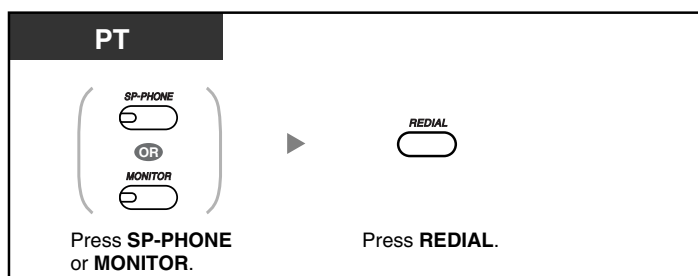 PT
SP-PHONE
OR
MONITOR
REDIAL
Press SP-PHONE
or MONITOR.
Press REDIAL.